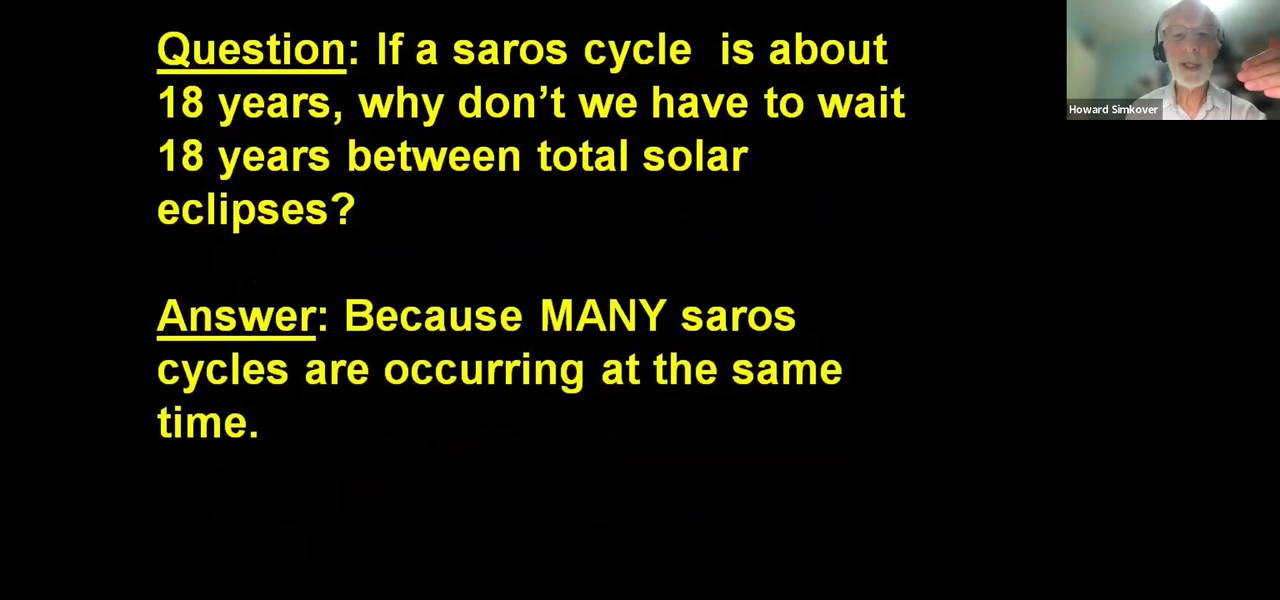 Question: If a saros cycle  is about
18 years, why don’t we have to wait
18 years between total solar
eclipses?
Answer: Because MANY saros
cycles are occurring at the same
time.
Howard Simkover